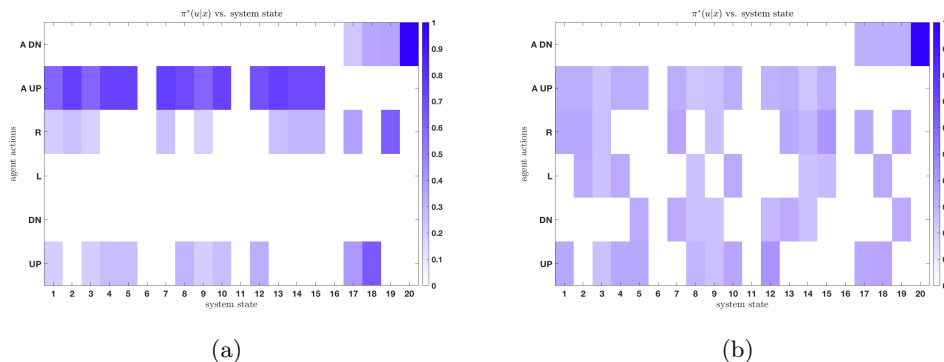 π*(u|x) vs. system state
A DN
A UP
R
L
DN
UP
agent actions
1 2 3 4 5 6 7 8 9 10 11 12 13 14 15 16 17 18 19 20
system state
1
0.9
0.8
0.7
0.6
0.5
0.4
0.3
0.2
0.1
0
(a)
π*(u|x) vs. system state
A DN
A UP
R
L
DN
UP
agent actions
1 2 3 4 5 6 7 8 9 10 11 12 13 14 15 16 17 18 19 20
system state
(b)